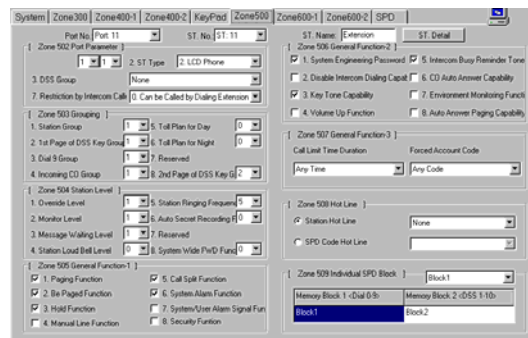 System Zone300 Zone400-1 Zone400-2 KeyPad Zone500 Zone600-1 Zone600-2 SPD
Port No. Port: 11 ST. No. ST: 11 ST. Name: Extension ST. Detail
[ Zone 502 Port Parameter ]
1 1 2. ST Type 2. LCD Phone
3. DSS Group None
7. Restriction by Intercom Calli 0. Can be Called by Dialing Extension
[ Zone 503 Grouping ]
1. Station Group 1 5. Toll Plan for Day 0
2. 1st Page of DSS Key Group 1 6. Toll Plan for Night 0
3. Dial 9 Group 1 7. Reserved
4. Incoming CO Group 1 8. 2nd Page of DSS Key G 2
[ Zone 504 Station Level ]
1. Override Level 1 5. Station Ringing Frequenc 5
2. Monitor Level 1 6. Auto Secret Recording F 0
3. Message Waiting Level 1 7. Reserved
4. Station Loud Bell Level 0 8. System Wide FWD Func 0
[ Zone 505 General Function-1 ]
1. Paging Function 5. Call Split Function
2. Be Paged Function 6. System Alarm Function
3. Hold Function 7. System/User Alarm Signal Fun
4. Manual Line Function 8. Security Funtion
[ Zone 506 General Function-2 ]
1. System Engineering Password 5. Intercom Busy Reminder Tone
2. Disable Intercom Dialing Capat 6. CO Auto Answer Capability
3. Key Tone Capability 7. Environment Monitoring Functi
4. Volume Up Function 8. Auto Answer Paging Capability
[ Zone 507 General Function-3 ]
Call Limit Time Duration Forced Account Code
Any Time Any Code
[ Zone 508 Hot Line ]
Station Hot Line None
SPD Code Hot Line
[ Zone 509 Individual SPD Block ] Block1
Memory Block 1 <Dial 0-9> Memory Block 2 <DSS 1-10>
Block1 Block2